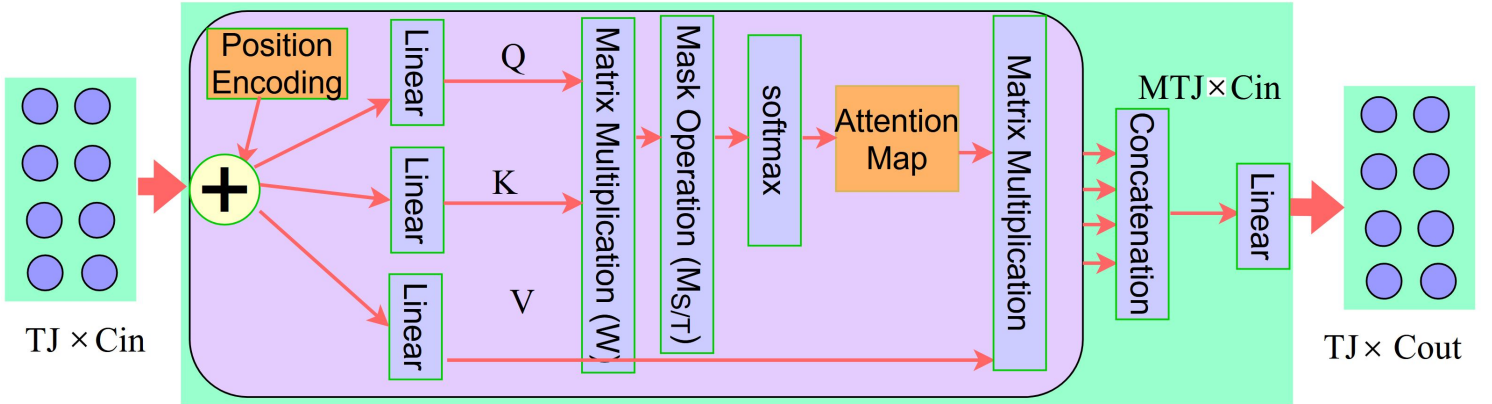 Position
Encoding
Linear
Q
Linear
K
Linear
V
Matrix Multiplication (W)
Mask Operation (MS/T)
softmax
Attention
Map
Matrix Multiplication
MTJ × Cin
Concatenation
Linear
TJ × Cin
TJ × Cout